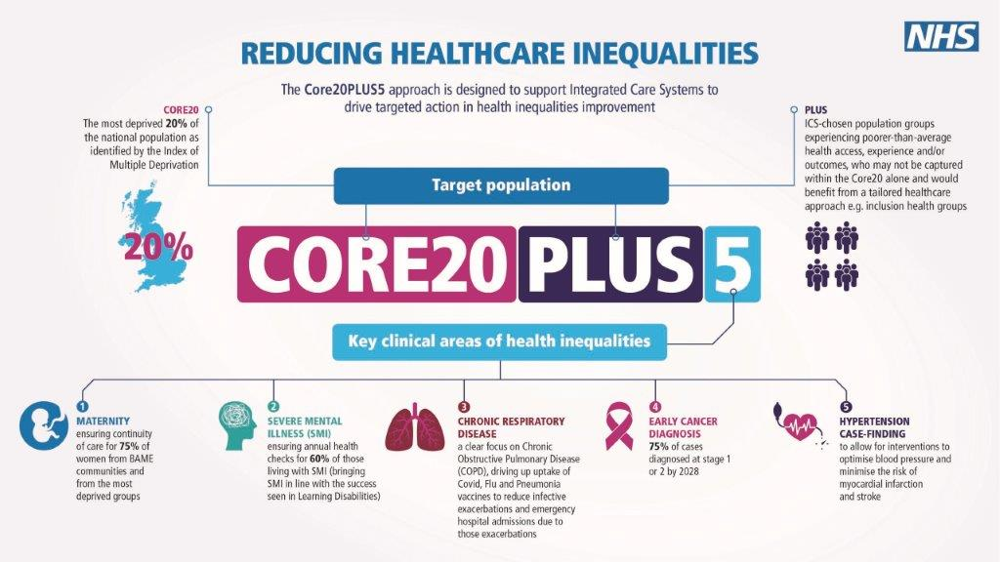 NHS
REDUCING HEALTHCARE INEQUALITIES
The Core20PLUS5 approach is designed to support Integrated Care Systems to
drive targeted action in health inequalities improvement
CORE20
The most deprived 20% of
the national population as
identified by the Index of
Multiple Deprivation
20%
PLUS
ICS-chosen population groups
experiencing poorer-than-average
health access, experience and/or
outcomes, who may not be captured
within the Core20 alone and would
benefit from a tailored healthcare
approach e.g. inclusion health groups
Target population
CORE20 PLUS 5
Key clinical areas of health inequalities
1
MATERNITY
ensuring continuity
of care for 75% of
women from BAME
communities and
from the most
deprived groups
2
SEVERE MENTAL
ILLNESS (SMI)
ensuring annual health
checks for 60% of those
living with SMI (bringing
SMI in line with the success
seen in Learning Disabilities)
3
CHRONIC RESPIRATORY
DISEASE
a clear focus on Chronic
Obstructive Pulmonary Disease
(COPD), driving up uptake of
Covid, Flu and Pneumonia
vaccines to reduce infective
exacerbations and emergency
hospital admissions due to
those exacerbations
4
EARLY CANCER
DIAGNOSIS
75% of cases
diagnosed at stage 1
or 2 by 2028
5
HYPERTENSION
CASE-FINDING
to allow for interventions to
optimise blood pressure and
minimise the risk of
myocardial infarction
and stroke